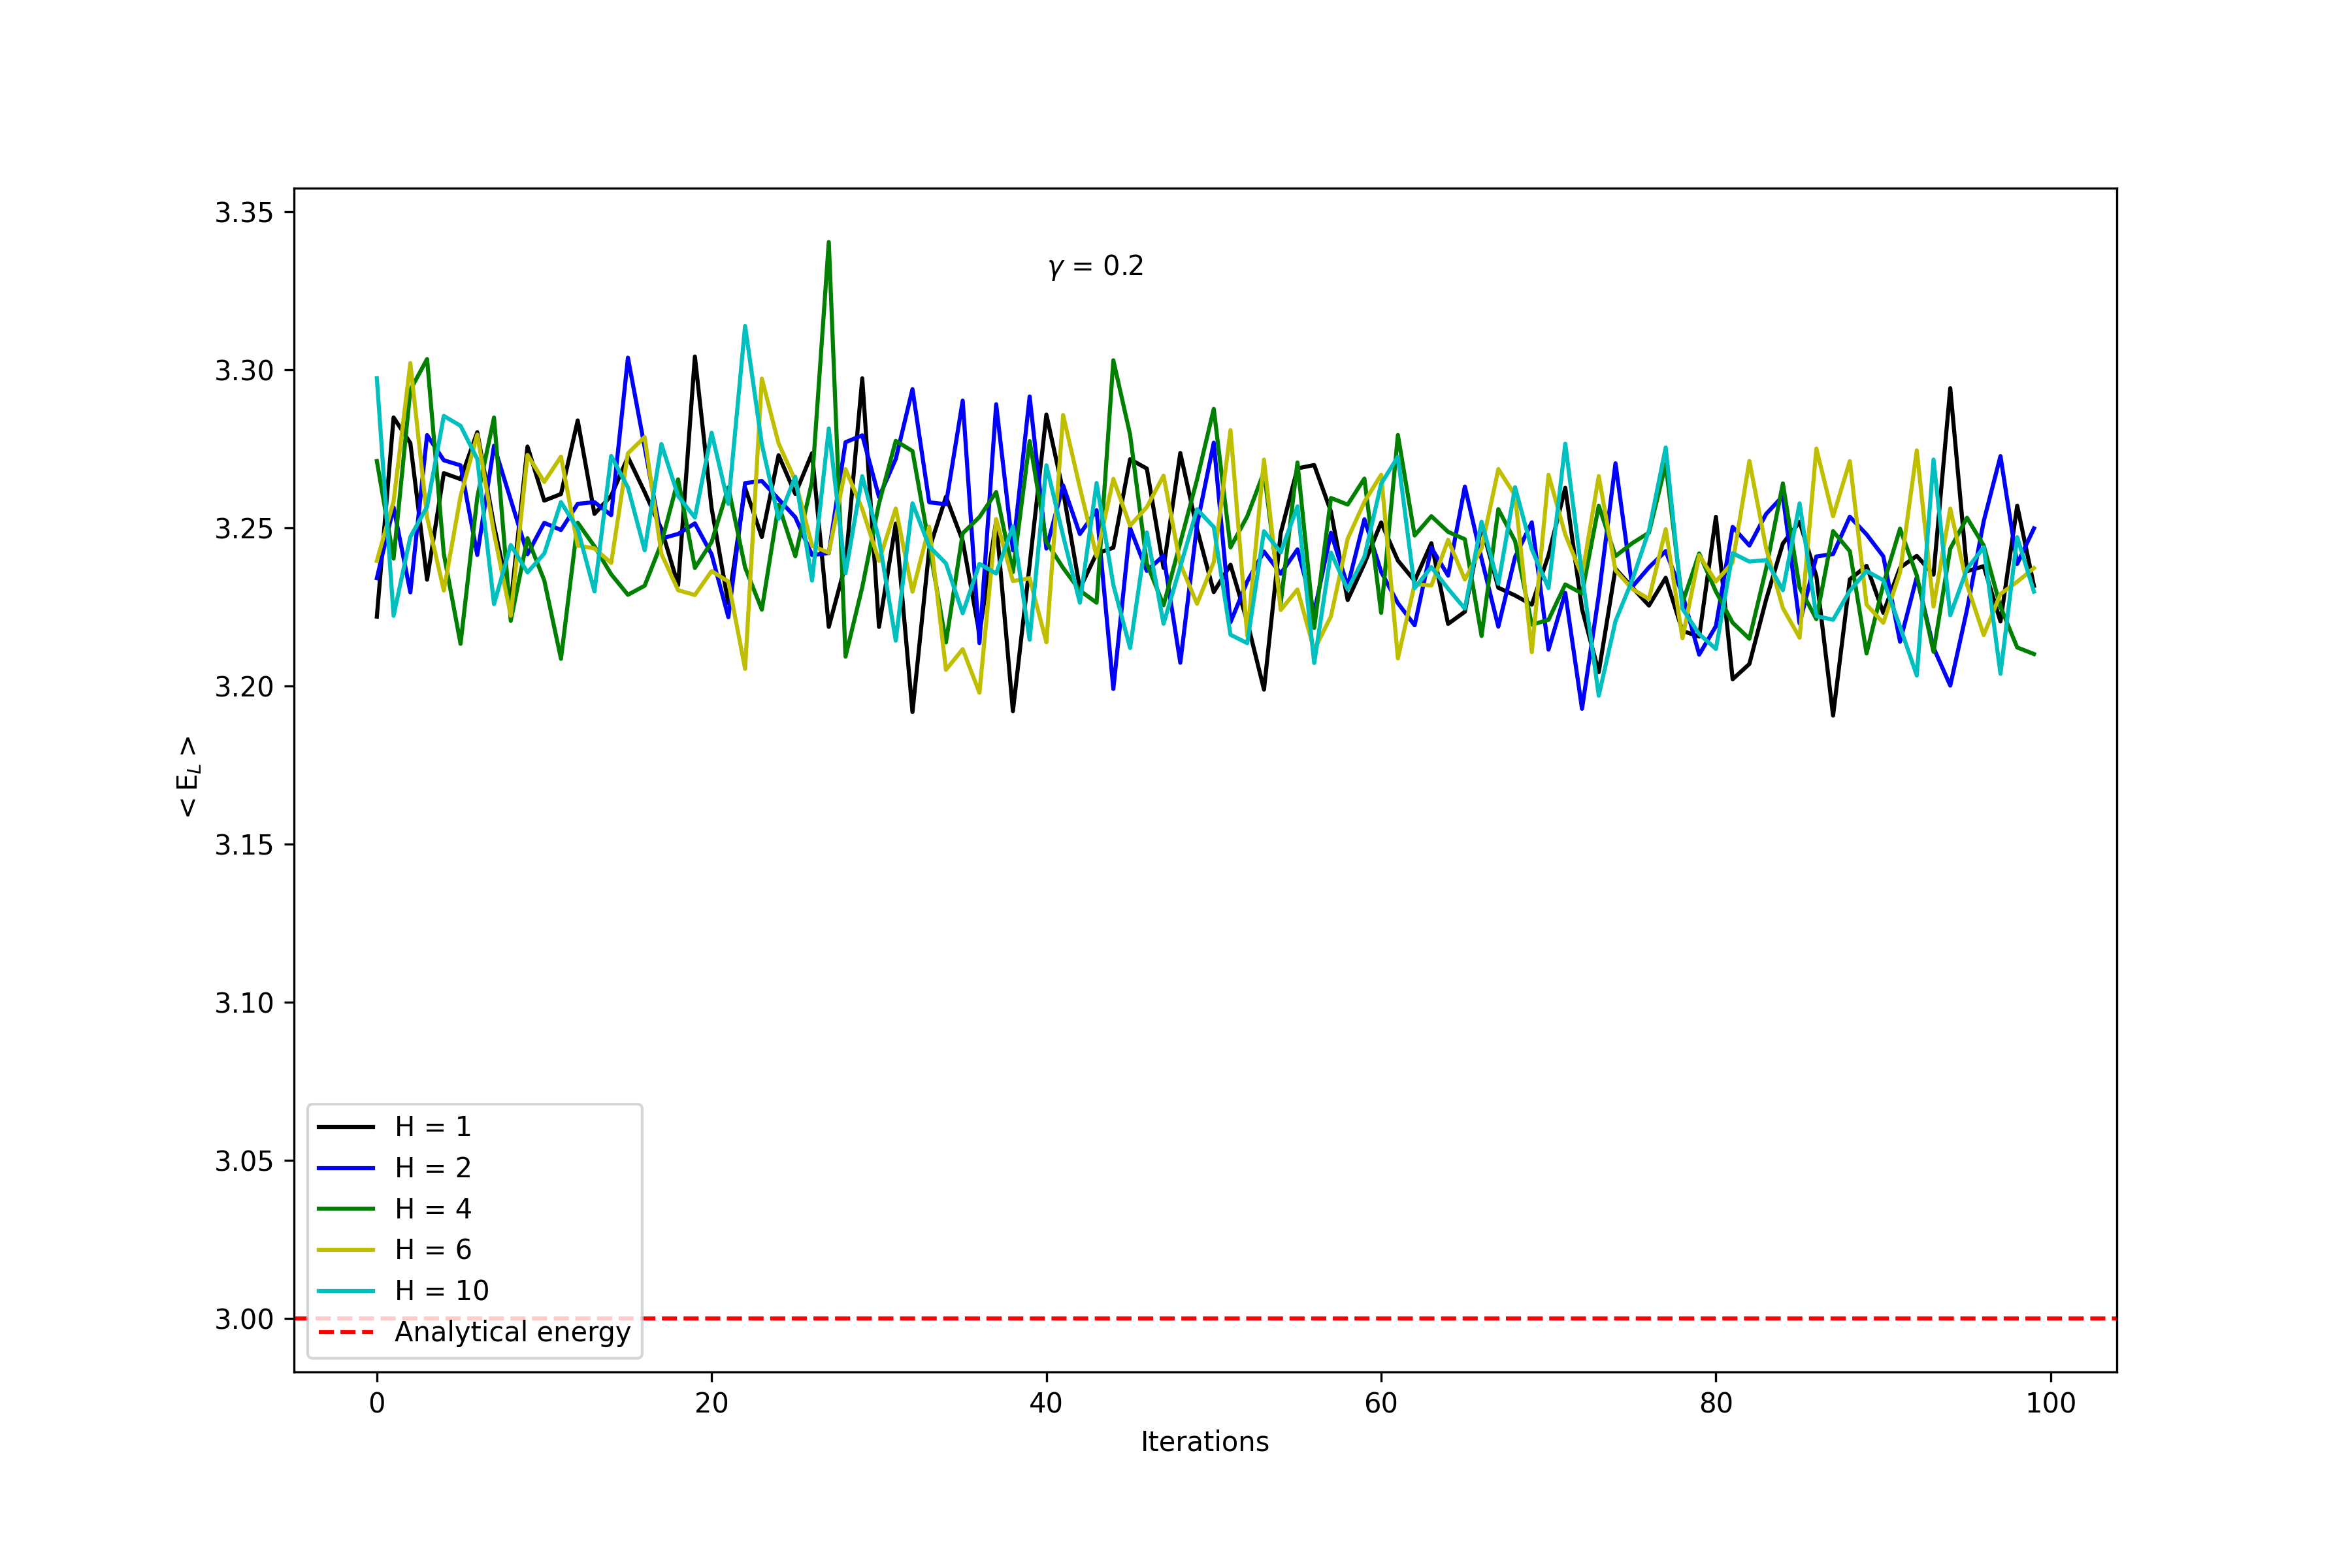 γ = 0.2
3.35
3.30
3.25
3.20
3.15
3.10
3.05
3.00
< E_L >
H = 1
H = 2
H = 4
H = 6
H = 10
Analytical energy
0 20 40 60 80 100
Iterations